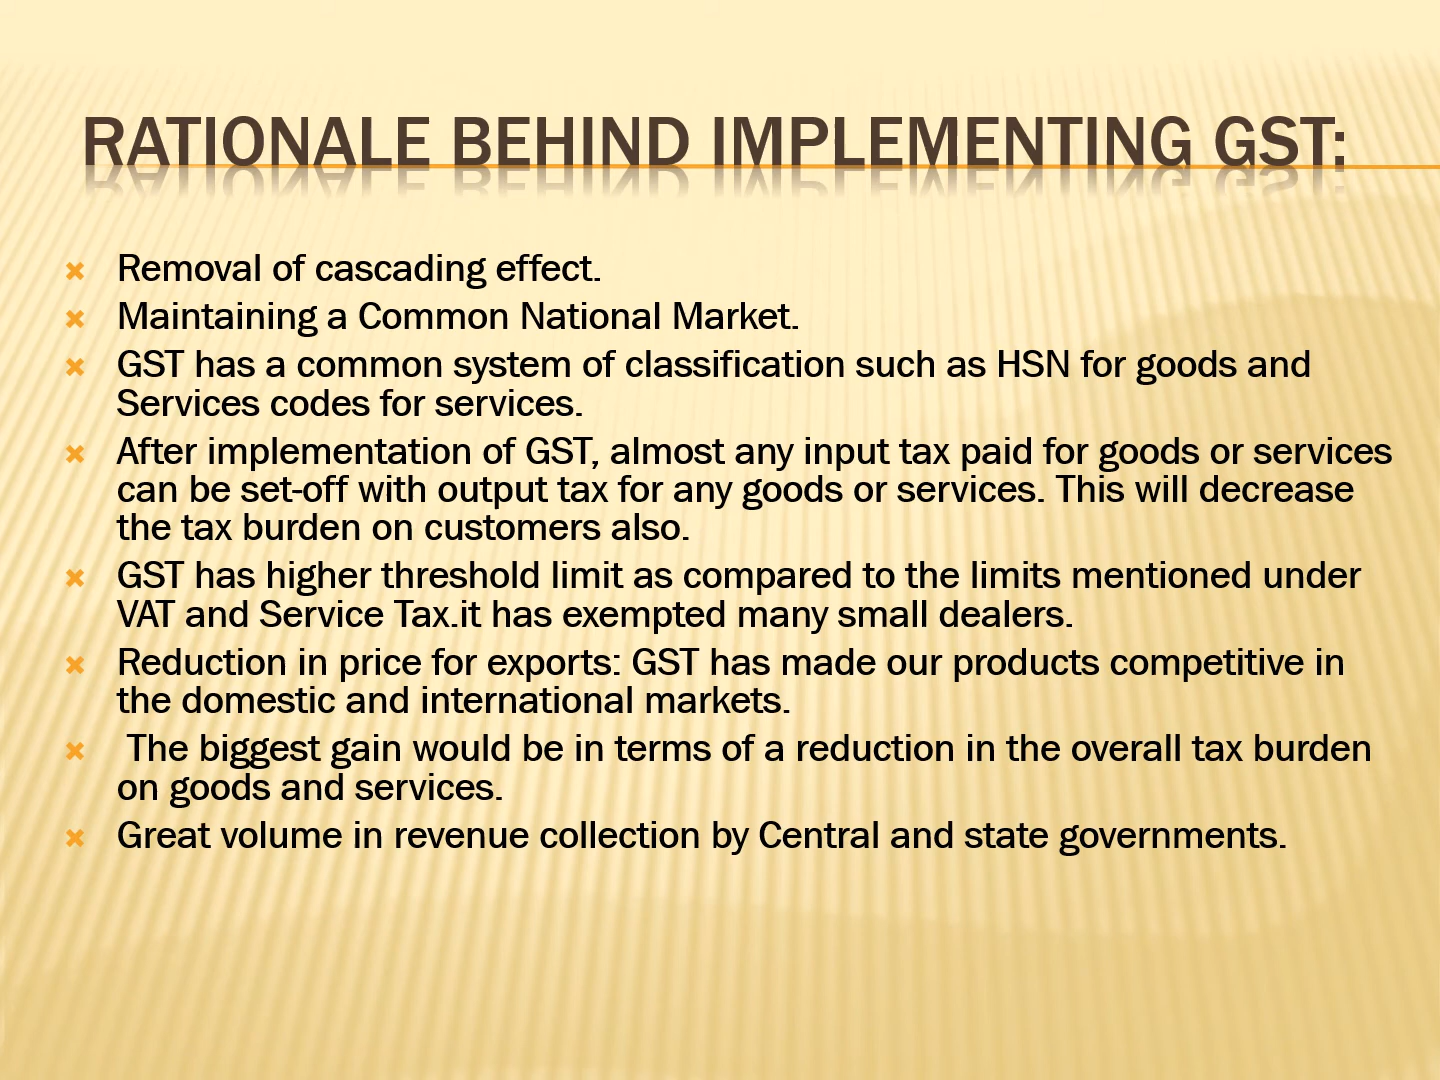 RATIONALE BEHIND IMPLEMENTING GST:
Removal of cascading effect.
Maintaining a Common National Market.
GST has a common system of classification such as HSN for goods and
Services codes for services.
After implementation of GST, almost any input tax paid for goods or services
can be set-off with output tax for any goods or services. This will decrease
the tax burden on customers also.
GST has higher threshold limit as compared to the limits mentioned under
VAT and Service Tax.it has exempted many small dealers.
Reduction in price for exports: GST has made our products competitive in
the domestic and international markets.
The biggest gain would be in terms of a reduction in the overall tax burden
on goods and services.
Great volume in revenue collection by Central and state governments.